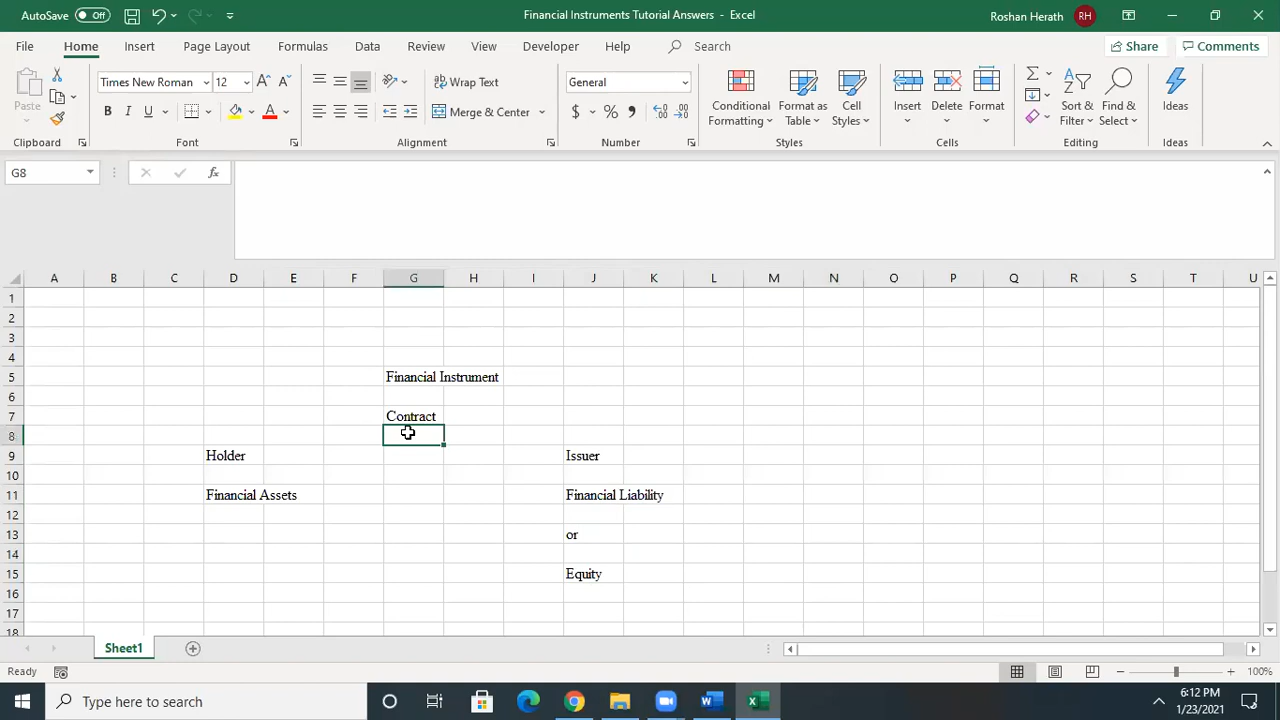 AutoSave Off
Financial Instruments Tutorial Answers - Excel
Roshan Herath RH
File Home Insert Page Layout Formulas Data Review View Developer Help Search
Share Comments
Paste
Times New Roman 12
Wrap Text
Merge & Center
General
Conditional Formatting
Format as Table
Cell Styles
Insert
Delete
Format
Sort & Filter
Find & Select
Ideas
Clipboard Font Alignment Number Styles Cells Editing Ideas
G8 fx
A B C D E F G H I J K L M N O P Q R S T U
1
2
3
4
5 Financial Instrument
6
7 Contract
8
9 Holder Issuer
10
11 Financial Assets Financial Liability
12
13 or
14
15 Equity
16
17
18
Sheet1
Ready 100%
Type here to search
6:12 PM
1/23/2021